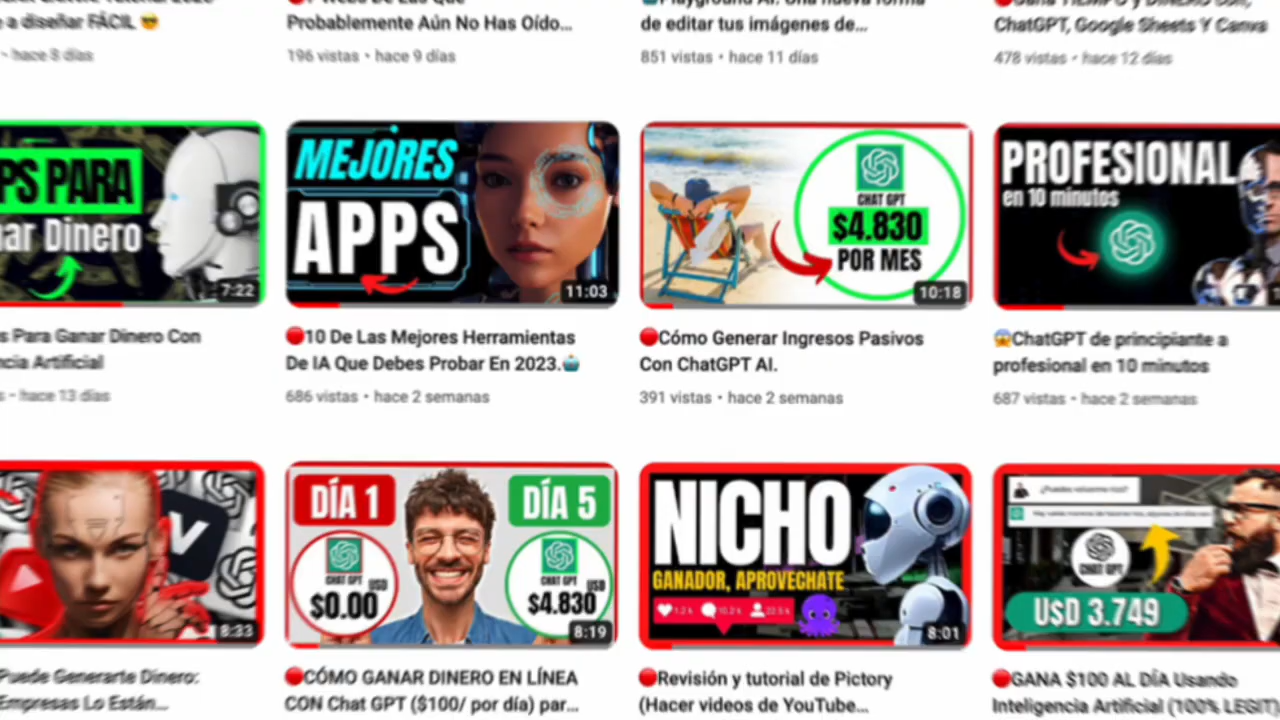 a diseñar FÁCIL
Probablemente Aún No Has Oído...
de editar tus imágenes de...
ChatGPT, Google Sheets Y Canva
• hace 8 días
196 vistas • hace 9 días
851 vistas • hace 11 días
478 vistas • hace 12 días
PS PARA
ar Dinero
7:22
MEJORES
APPS
11:03
CHAT GPT
$4.830
POR MES
10:18
PROFESIONAL
en 10 minutos
s Para Ganar Dinero Con
ncia Artificial
• hace 13 días
10 De Las Mejores Herramientas
De IA Que Debes Probar En 2023.
686 vistas • hace 2 semanas
Cómo Generar Ingresos Pasivos
Con ChatGPT AI.
391 vistas • hace 2 semanas
ChatGPT de principiante a
profesional en 10 minutos
687 vistas • hace 2 semanas
V
8:33
DÍA 1
DÍA 5
CHAT GPT
USD
$0.00
CHAT GPT
USD
$4.830
8:19
NICHO
GANADOR, APROVECHATE
8:01
CHAT GPT
USD 3.749
Puede Generarte Dinero:
Empresas Lo Están...
CÓMO GANAR DINERO EN LÍNEA
CON Chat GPT ($100/ por día) par...
Revisión y tutorial de Pictory
(Hacer videos de YouTube...
GANA $100 AL DÍA Usando
Inteligencia Artificial (100% LEGIT)